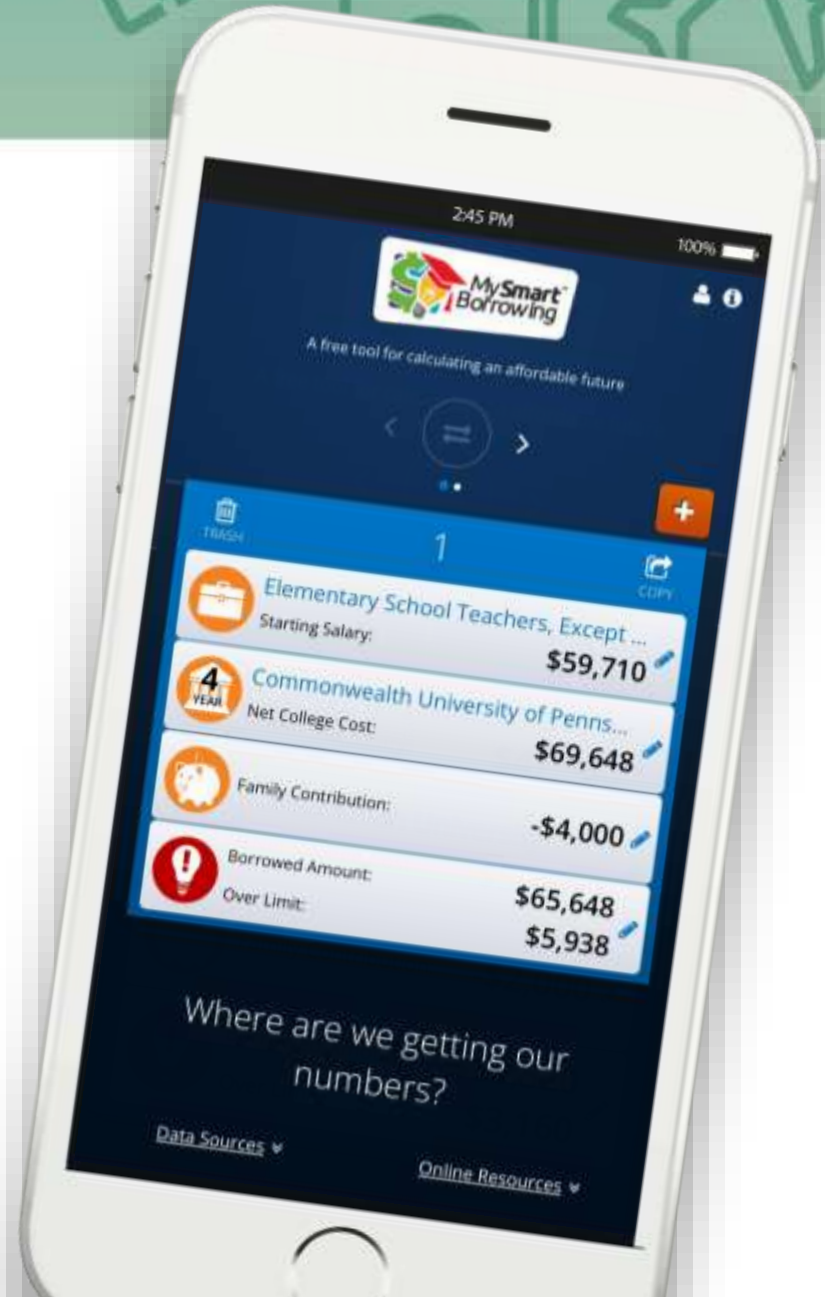 2:45 PM
100%
MySmart™
Borrowing
A free tool for calculating an affordable future
TRASH
1
COPY
Elementary School Teachers, Except ...
Starting Salary:
$59,710
4
YEAR
Commonwealth University of Penns...
Net College Cost:
$69,648
Family Contribution:
-$4,000
Borrowed Amount:
$65,648
Over Limit:
$5,938
Where are we getting our
numbers?
Data Sources
Online Resources